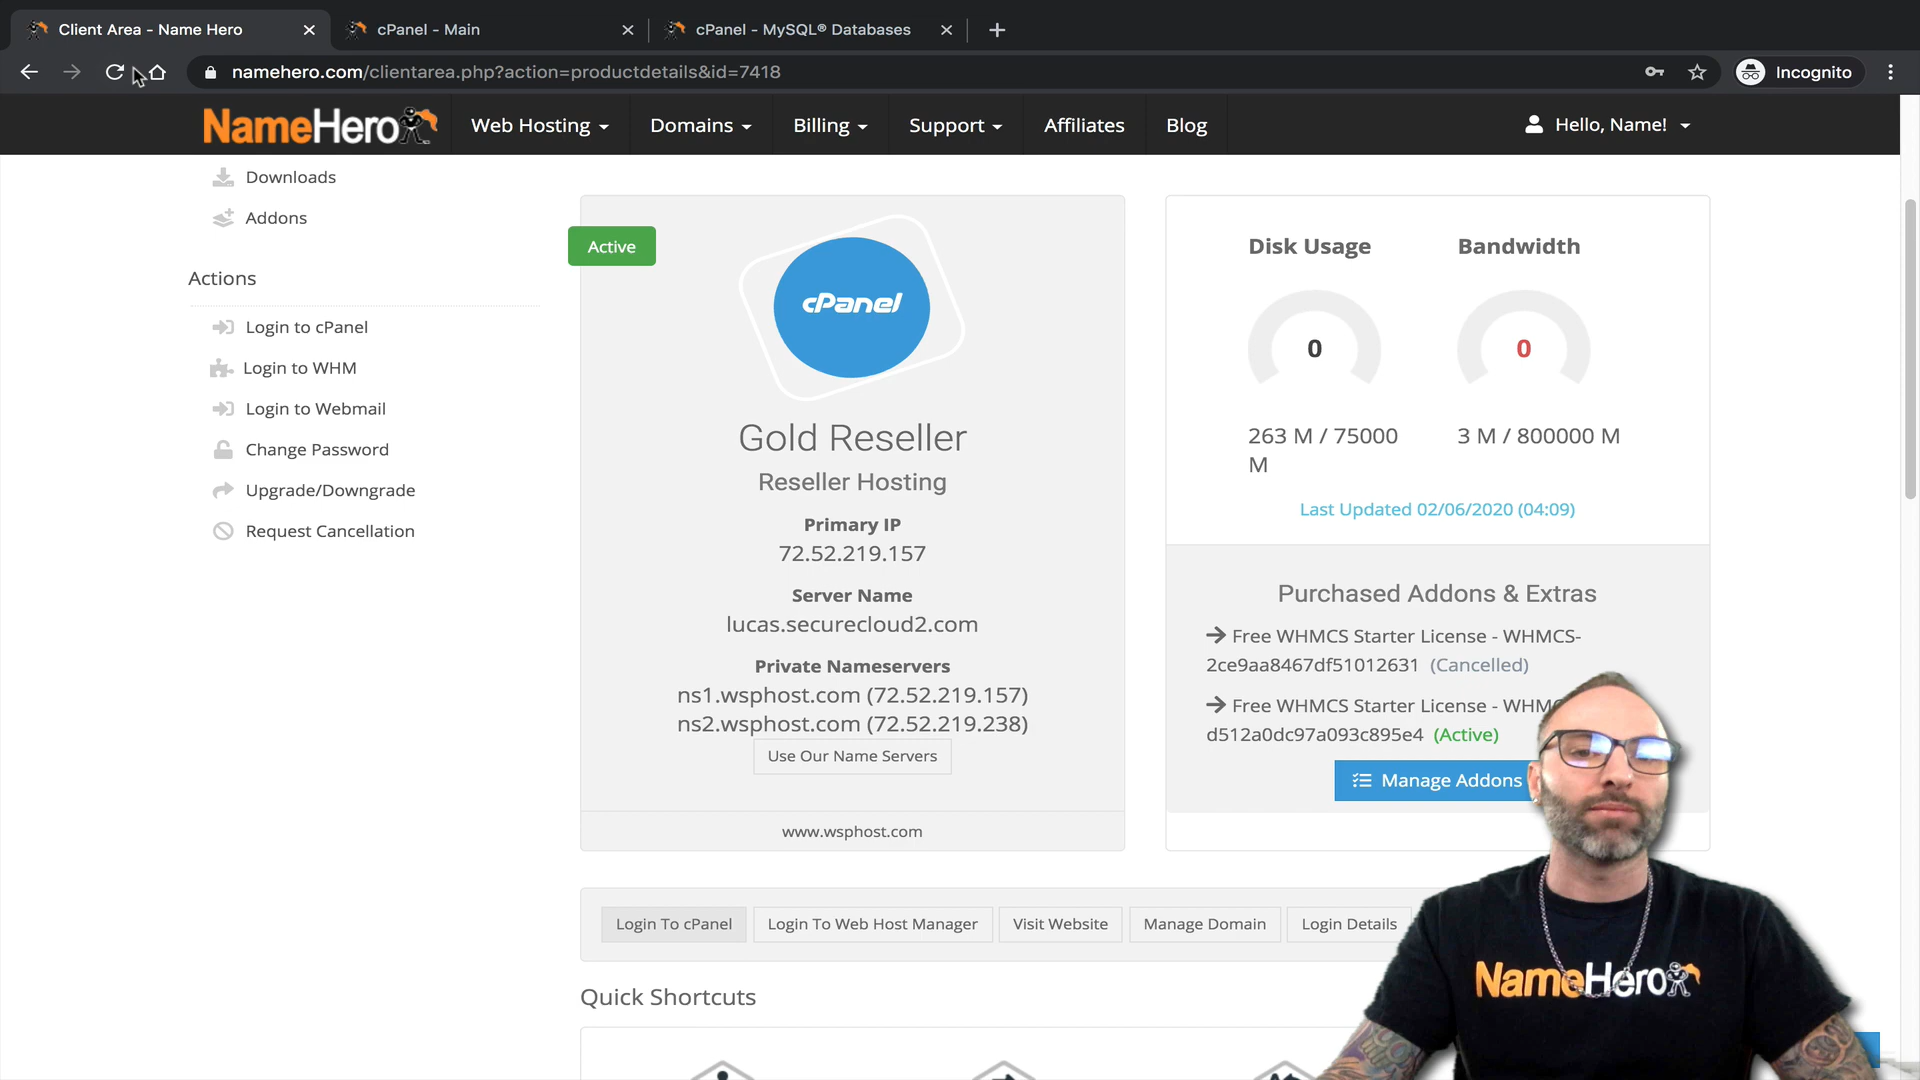 Client Area - Name Hero
cPanel - Main
cPanel - MySQL® Databases
namehero.com/clientarea.php?action=productdetails&id=7418
Incognito
NameHero
Web Hosting
Domains
Billing
Support
Affiliates
Blog
Hello, Name!
Downloads
Addons
Actions
Login to cPanel
Login to WHM
Login to Webmail
Change Password
Upgrade/Downgrade
Request Cancellation
Active
cPanel
Gold Reseller
Reseller Hosting
Primary IP
72.52.219.157
Server Name
lucas.securecloud2.com
Private Nameservers
ns1.wsphost.com (72.52.219.157)
ns2.wsphost.com (72.52.219.238)
Use Our Name Servers
www.wsphost.com
Disk Usage
Bandwidth
0
0
263 M / 75000
M
3 M / 800000 M
Last Updated 02/06/2020 (04:09)
Purchased Addons & Extras
Free WHMCS Starter License - WHMCS-
2ce9aa8467df51012631 (Cancelled)
Free WHMCS Starter License - WHMC
d512a0dc97a093c895e4 (Active)
Manage Addons
Login To cPanel
Login To Web Host Manager
Visit Website
Manage Domain
Login Details
Quick Shortcuts
NameHero